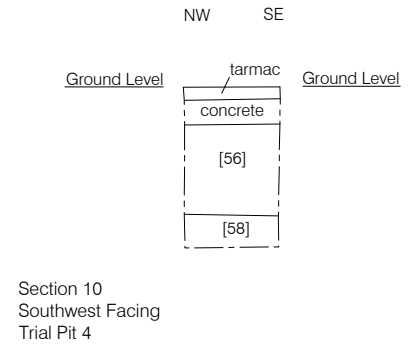 NW SE
Ground Level tarmac Ground Level
concrete
[56]
[58]
Section 10
Southwest Facing
Trial Pit 4